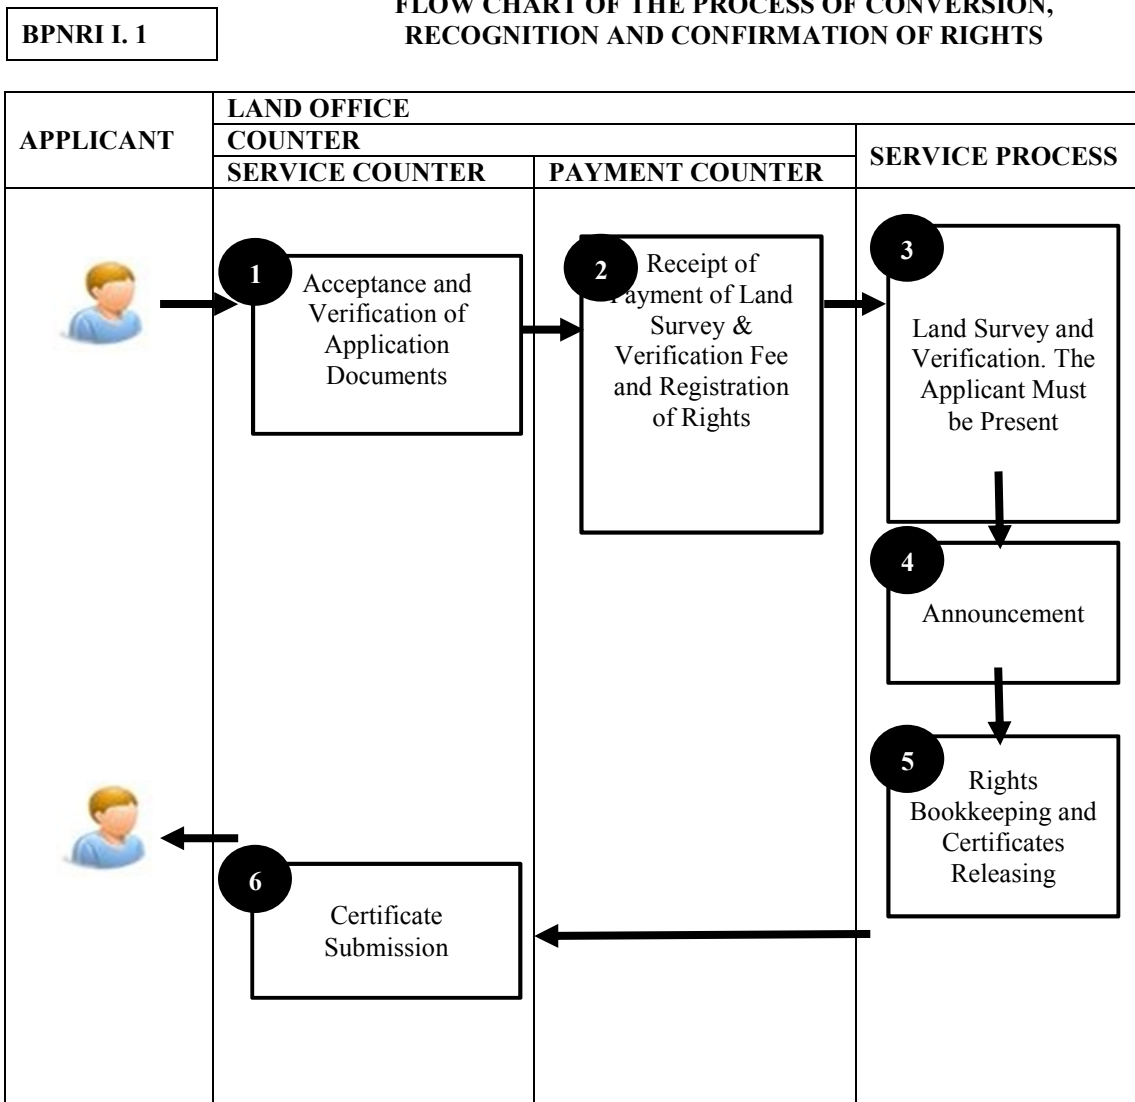 FLOW CHART OF THE PROCESS OF CONVERSION,
RECOGNITION AND CONFIRMATION OF RIGHTS
BPNRI I. 1
APPLICANT
LAND OFFICE
COUNTER
SERVICE COUNTER
PAYMENT COUNTER
SERVICE PROCESS
1
Acceptance and
Verification of
Application
Documents
2
Receipt of
Payment of Land
Survey &
Verification Fee
and Registration
of Rights
3
Land Survey and
Verification. The
Applicant Must
be Present
4
Announcement
5
Rights
Bookkeeping and
Certificates
Releasing
6
Certificate
Submission